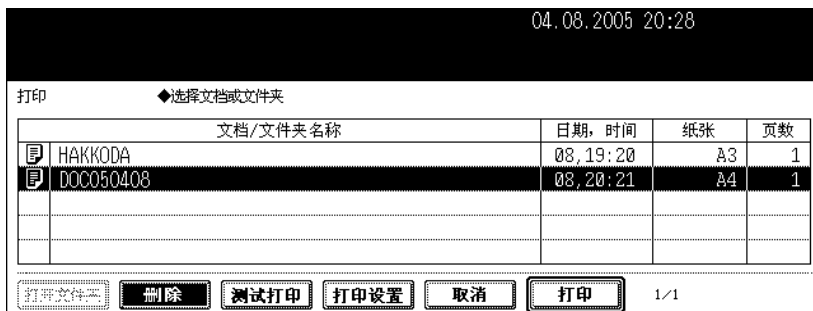 04.08.2005 20:28
打印 ◆选择文档或文件夹
文档/文件夹名称 日期，时间 纸张 页数
HAKKODA 08,19:20 A3 1
DOC050408 08,20:21 A4 1
打开文件夹 删除 测试打印 打印设置 取消 打印 1/1